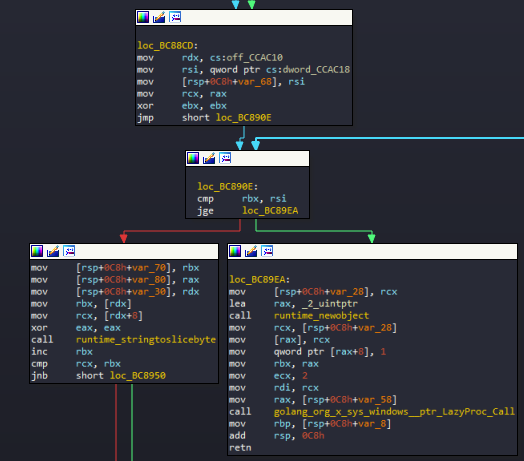 loc_BC88CD:
mov rdx, cs:off_CCAC10
mov rsi, qword ptr cs:dword_CCAC18
mov [rsp+0C8h+var_68], rsi
mov rcx, rax
xor ebx, ebx
jmp short loc_BC890E
loc_BC890E:
cmp rbx, rsi
jge loc_BC89EA
mov [rsp+0C8h+var_70], rbx
mov [rsp+0C8h+var_80], rax
mov [rsp+0C8h+var_30], rdx
mov rbx, [rdx]
mov rcx, [rdx+8]
xor eax, eax
call runtime_stringtoslicebyte
inc rbx
cmp rcx, rbx
jnb short loc_BC8950
loc_BC89EA:
mov [rsp+0C8h+var_28], rcx
lea rax, _2_uintptr
call runtime_newobject
mov rcx, [rsp+0C8h+var_28]
mov [rax], rcx
mov qword ptr [rax+8], 1
mov rbx, rax
mov ecx, 2
mov rdi, rcx
mov rax, [rsp+0C8h+var_58]
call golang_org_x_sys_windows__ptr_LazyProc_Call
mov rbp, [rsp+0C8h+var_8]
add rsp, 0C8h
retn